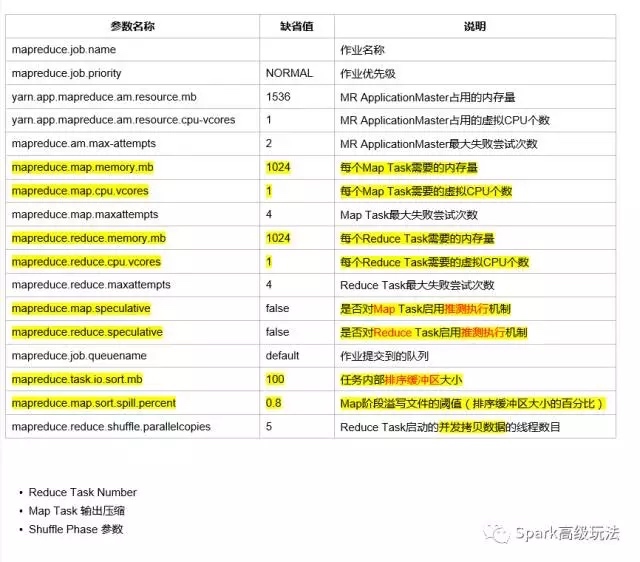 参数名称 缺省值 说明
mapreduce.job.name 作业名称
mapreduce.job.priority NORMAL 作业优先级
yarn.app.mapreduce.am.resource.mb 1536 MR ApplicationMaster占用的内存量
yarn.app.mapreduce.am.resource.cpu-vcores 1 MR ApplicationMaster占用的虚拟CPU个数
mapreduce.am.max-attempts 2 MR ApplicationMaster最大失败尝试次数
mapreduce.map.memory.mb 1024 每个Map Task需要的内存量
mapreduce.map.cpu.vcores 1 每个Map Task需要的虚拟CPU个数
mapreduce.map.maxattempts 4 Map Task最大失败尝试次数
mapreduce.reduce.memory.mb 1024 每个Reduce Task需要的内存量
mapreduce.reduce.cpu.vcores 1 每个Reduce Task需要的虚拟CPU个数
mapreduce.reduce.maxattempts 4 Reduce Task最大失败尝试次数
mapreduce.map.speculative false 是否对Map Task启用推测执行机制
mapreduce.reduce.speculative false 是否对Reduce Task启用推测执行机制
mapreduce.job.queuename default 作业提交到的队列
mapreduce.task.io.sort.mb 100 任务内部排序缓冲区大小
mapreduce.map.sort.spill.percent 0.8 Map阶段溢写文件的阈值（排序缓冲区大小的百分比）
mapreduce.reduce.shuffle.parallelcopies 5 Reduce Task启动的并发拷贝数据的线程数目
• Reduce Task Number
• Map Task 输出压缩
• Shuffle Phase 参数
Spark高级玩法